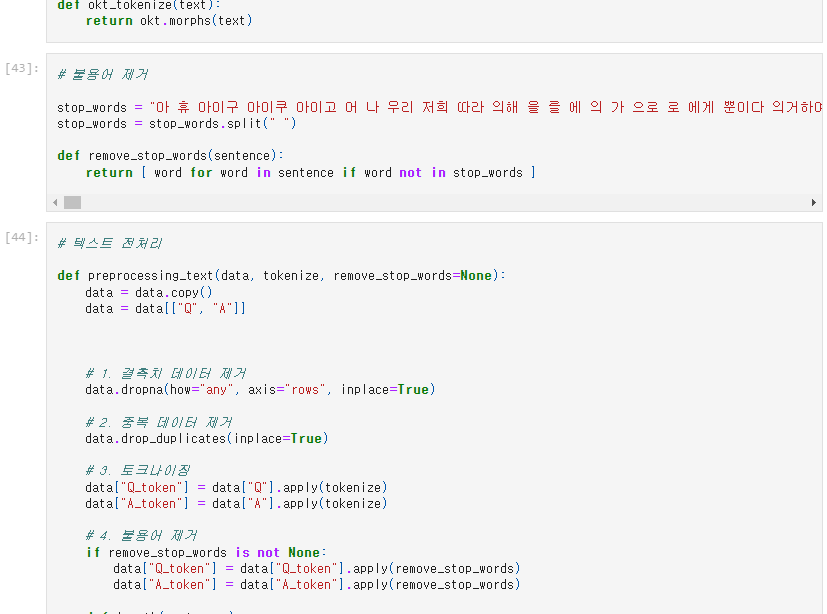 def okt_tokenize(text):
return okt.morphs(text)
[43]:
# 불용어 제거
stop_words = "아 휴 아이구 아이쿠 아이고 어 나 우리 저희 따라 의해 을 를 에 의 가 으로 로 에게 뿐이다 의거하여
stop_words = stop_words.split(" ")
def remove_stop_words(sentence):
return [ word for word in sentence if word not in stop_words ]
[44]:
# 텍스트 전처리
def preprocessing_text(data, tokenize, remove_stop_words=None):
data = data.copy()
data = data[["Q", "A"]]
# 1. 결측치 데이터 제거
data.dropna(how="any", axis="rows", inplace=True)
# 2. 중복 데이터 제거
data.drop_duplicates(inplace=True)
# 3. 토크나이징
data["Q_token"] = data["Q"].apply(tokenize)
data["A_token"] = data["A"].apply(tokenize)
# 4. 불용어 제거
if remove_stop_words is not None:
data["Q_token"] = data["Q_token"].apply(remove_stop_words)
data["A_token"] = data["A_token"].apply(remove_stop_words)